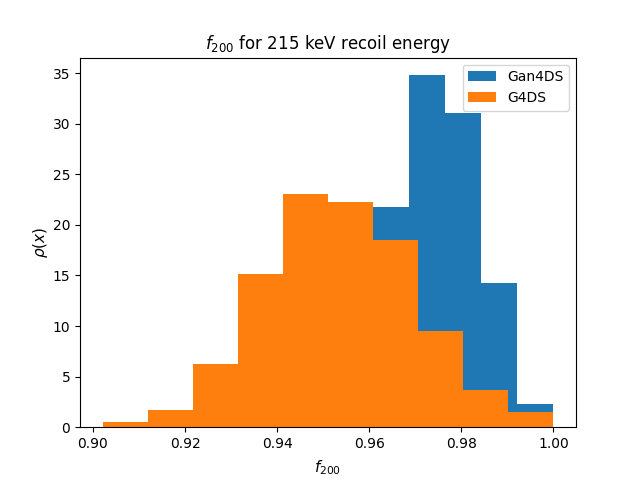 f₂₀₀ for 215 keV recoil energy
Gan4DS
G4DS
35
30
25
20
15
10
5
0
ρ(x)
0.90 0.92 0.94 0.96 0.98 1.00
f₂₀₀